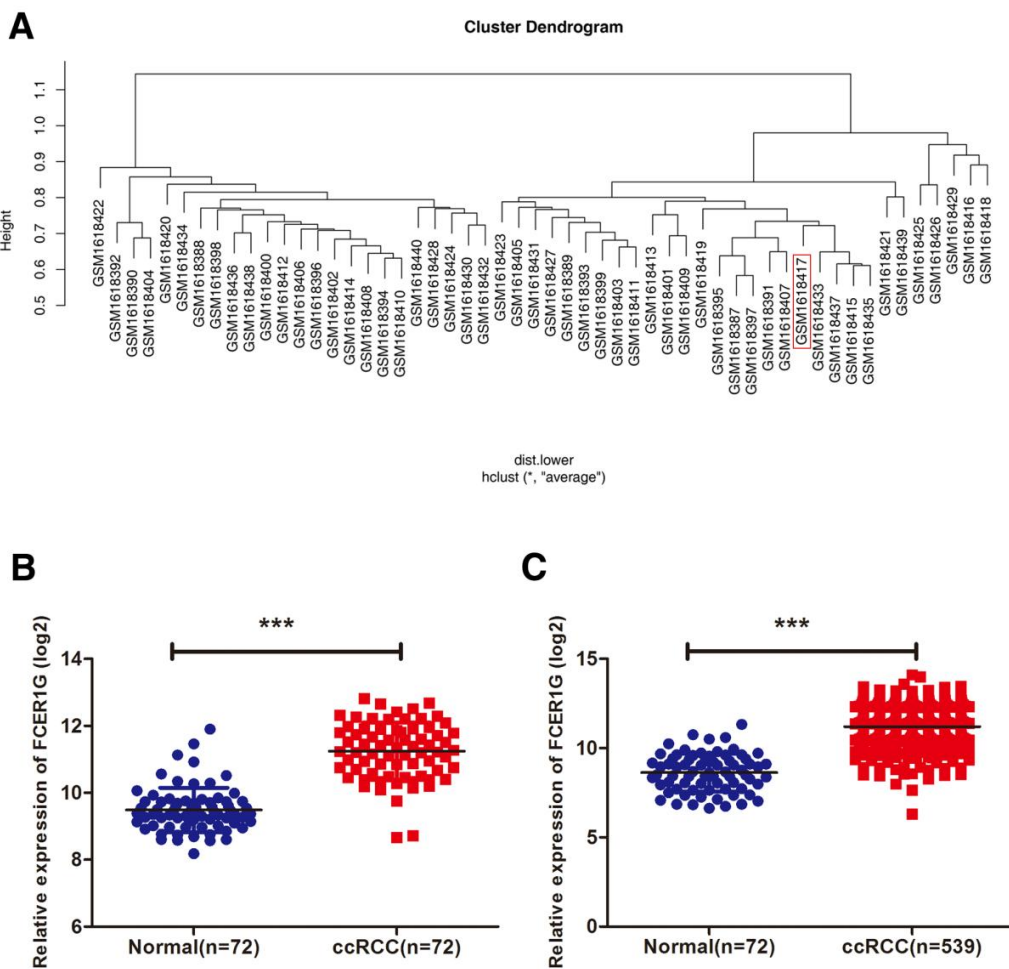 A
Cluster Dendrogram
Height
1.1
1.0
0.9
0.8
0.7
0.6
0.5
GSM1618422
GSM1618392
GSM1618390
GSM1618404
GSM1618420
GSM1618434
GSM1618388
GSM1618398
GSM1618436
GSM1618438
GSM1618400
GSM1618412
GSM1618406
GSM1618396
GSM1618402
GSM1618414
GSM1618408
GSM1618394
GSM1618410
GSM1618440
GSM1618428
GSM1618424
GSM1618430
GSM1618432
GSM1618423
GSM1618405
GSM1618431
GSM1618427
GSM1618389
GSM1618393
GSM1618399
GSM1618403
GSM1618411
GSM1618413
GSM1618401
GSM1618409
GSM1618419
GSM1618395
GSM1618387
GSM1618397
GSM1618391
GSM1618407
GSM1618417
GSM1618433
GSM1618437
GSM1618415
GSM1618435
GSM1618421
GSM1618439
GSM1618425
GSM1618426
GSM1618429
GSM1618416
GSM1618418
dist.lower
hclust (*, "average")
B
Relative expression of FCER1G (log2)
14
12
10
8
6
***
Normal(n=72)
ccRCC(n=72)
C
Relative expression of FCER1G (log2)
15
10
5
0
***
Normal(n=72)
ccRCC(n=539)